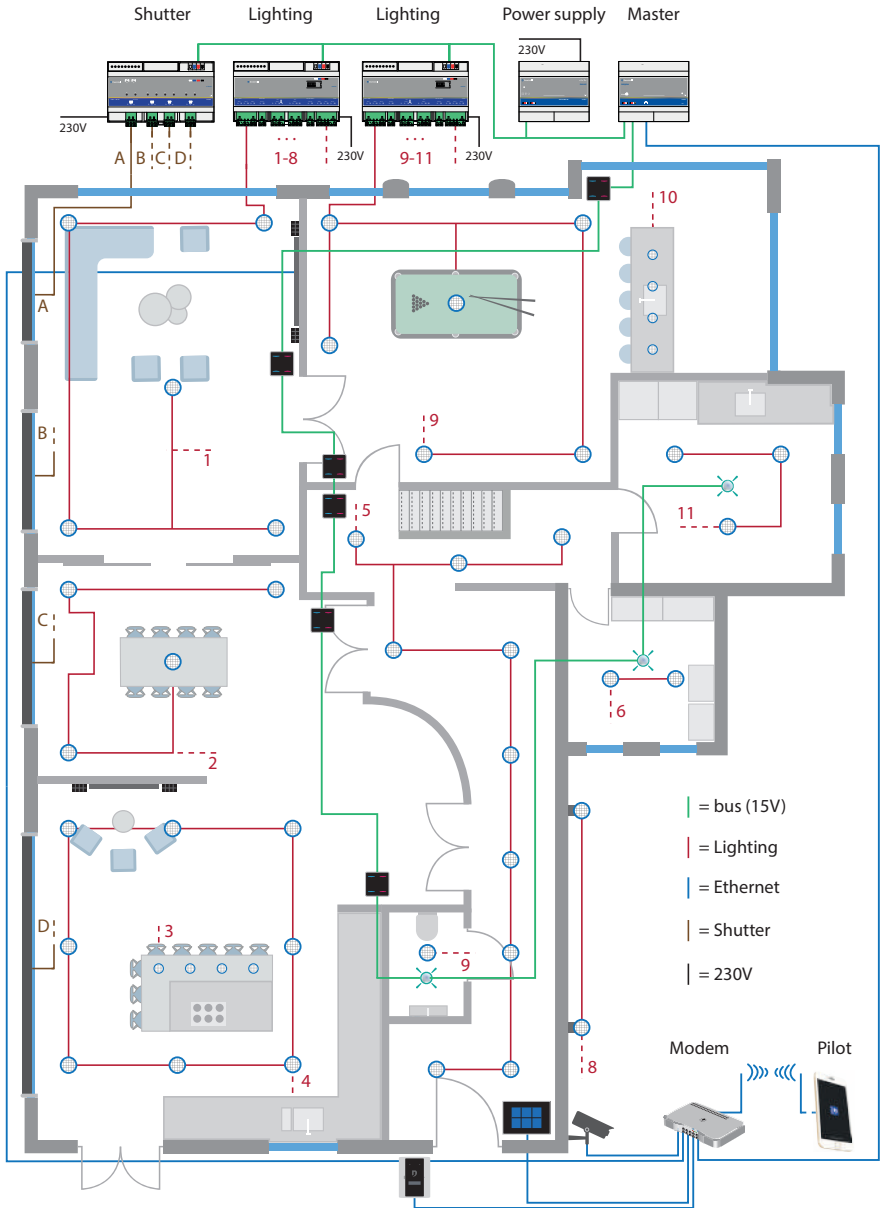 Shutter Lighting Lighting Power supply Master
230V
230V 230V 230V
A B C D 1-8 9-11
10
A
B
9
1
5
11
C
6
2
= bus (15V)
= Lighting
= Ethernet
D
3
= Shutter
9
= 230V
Modem Pilot
8
4